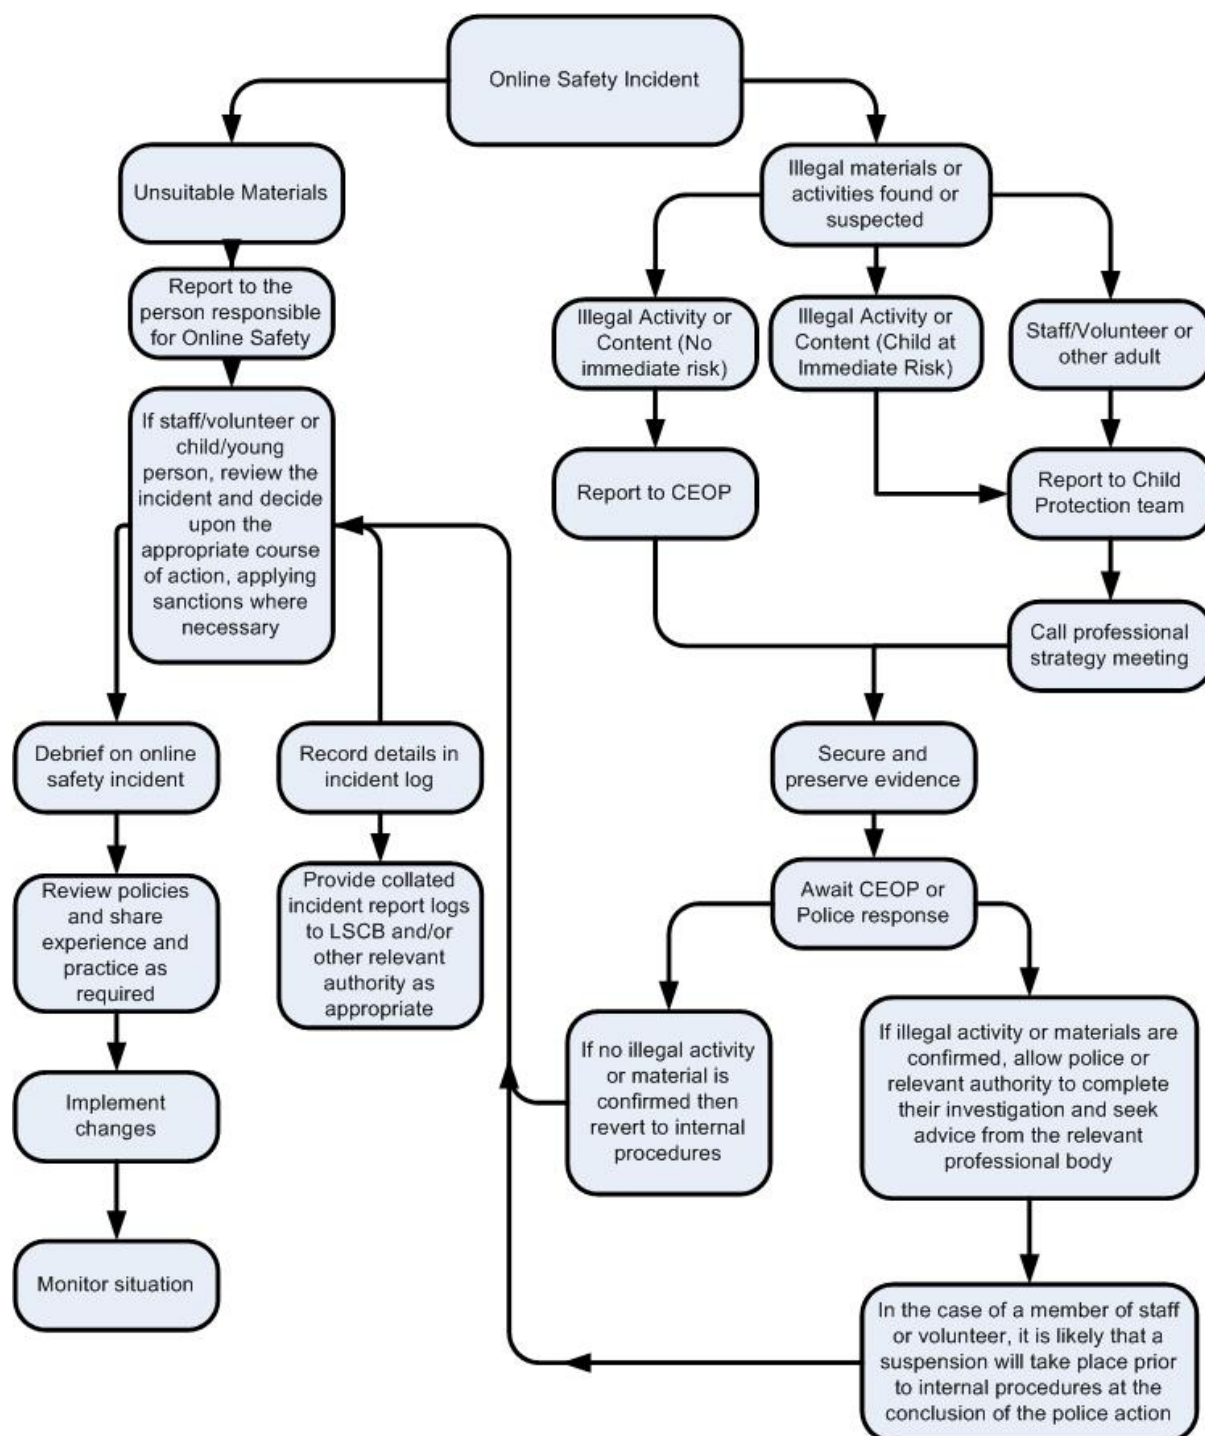 Online Safety Incident
Unsuitable Materials
Illegal materials or
activities found or
suspected
Report to the
person responsible
for Online Safety
Illegal Activity or
Content (No
immediate risk)
Illegal Activity or
Content (Child at
Immediate Risk)
Staff/Volunteer or
other adult
If staff/volunteer or
child/young
person, review the
incident and decide
upon the
appropriate course
of action, applying
sanctions where
necessary
Report to CEOP
Report to Child
Protection team
Call professional
strategy meeting
Debrief on online
safety incident
Record details in
incident log
Secure and
preserve evidence
Review policies
and share
experience and
practice as
required
Provide collated
incident report logs
to LSCB and/or
other relevant
authority as
appropriate
Await CEOP or
Police response
If no illegal activity
or material is
confirmed then
revert to internal
procedures
If illegal activity or materials are
confirmed, allow police or
relevant authority to complete
their investigation and seek
advice from the relevant
professional body
Implement
changes
Monitor situation
In the case of a member of staff
or volunteer, it is likely that a
suspension will take place prior
to internal procedures at the
conclusion of the police action